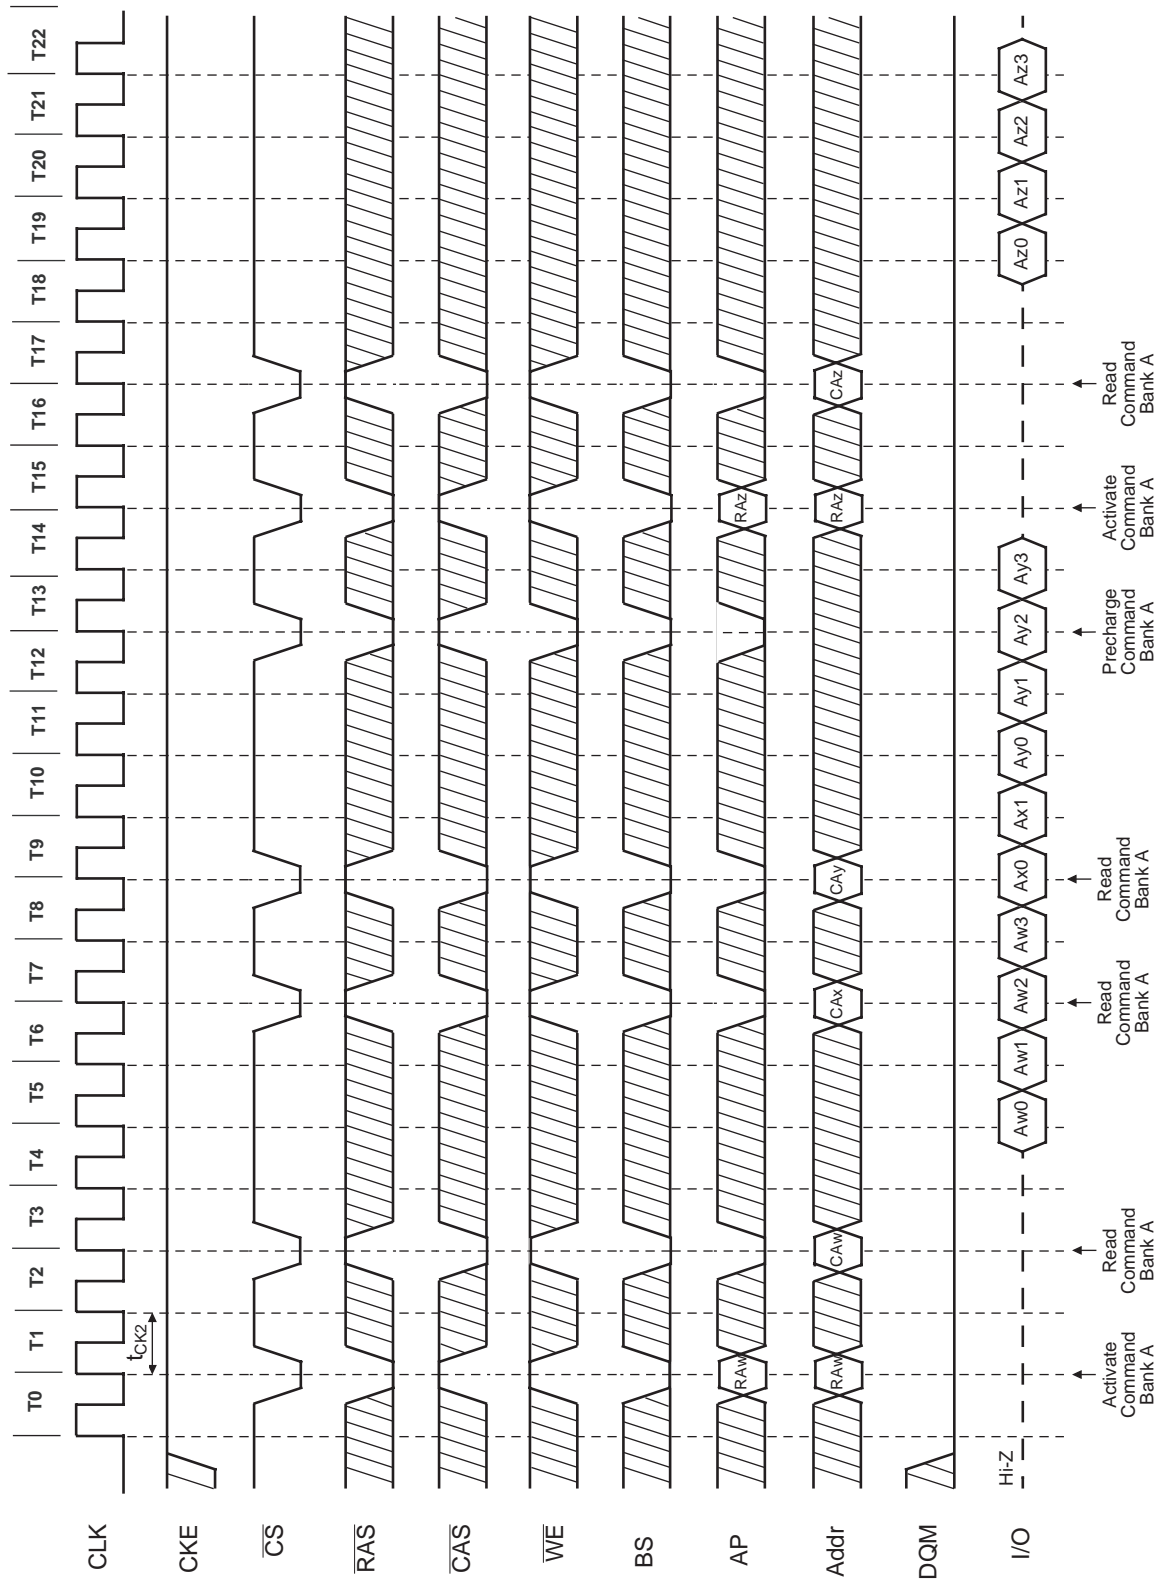 T0 T1 T2 T3 T4 T5 T6 T7 T8 T9 T10 T11 T12 T13 T14 T15 T16 T17 T18 T19 T20 T21 T22
CLK
tCK2
CKE
CS
RAS
CAS
WE
BS
AP RAw RAz
Addr RAw CAw CAx CAy RAz CAz
DQM
I/O Hi-Z Aw0 Aw1 Aw2 Aw3 Ax0 Ax1 Ay0 Ay1 Ay2 Ay3 Az0 Az1 Az2 Az3
Activate
Command
Bank A
Read
Command
Bank A
Read
Command
Bank A
Read
Command
Bank A
Precharge
Command
Bank A
Activate
Command
Bank A
Read
Command
Bank A